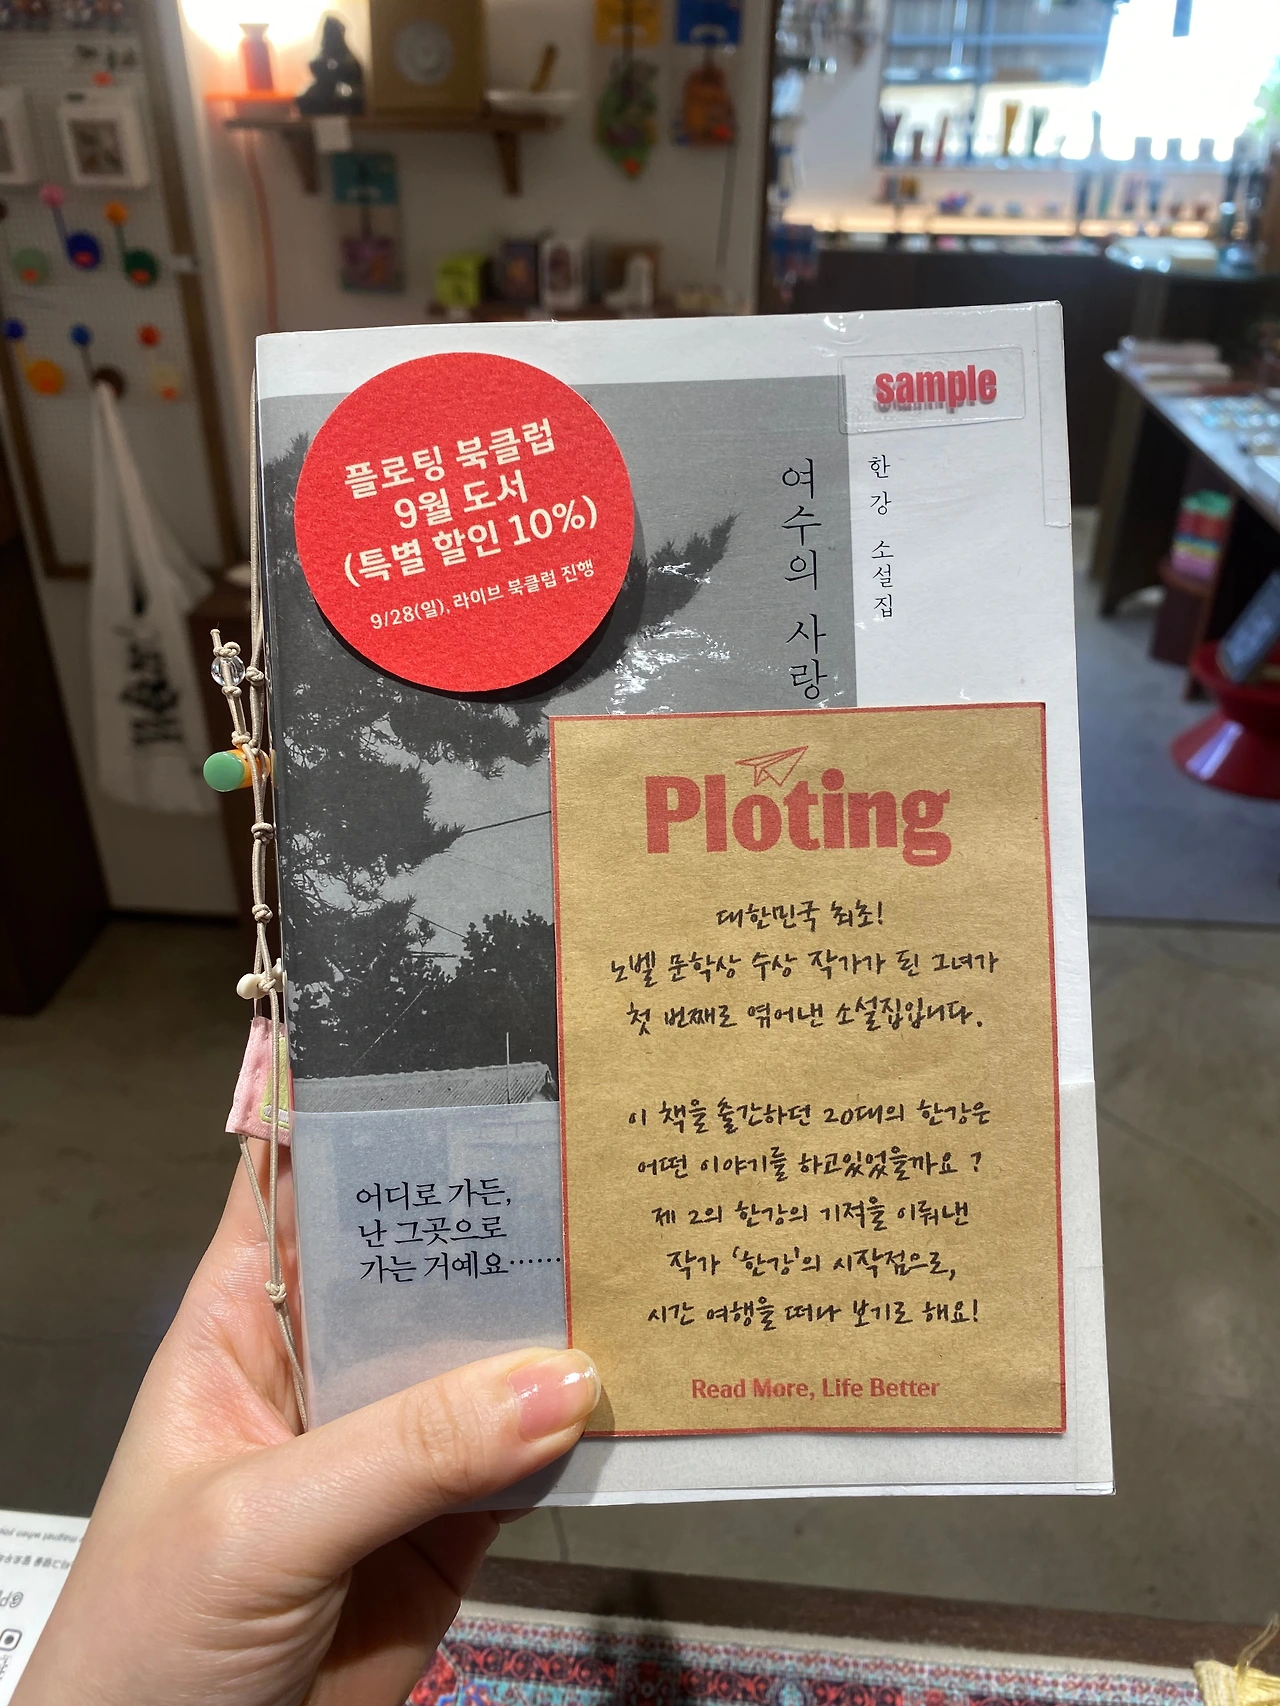 플로팅 북클럽
9월 도서
(특별 할인 10%)
9/28(일), 라이브 북클럽 진행
sample
여수의 사랑
한강 소설집
Ploting
대한민국 최초!
노벨 문학상 수상 작가가 된 그녀가
첫 번째로 엮어낸 소설집입니다.
이 책을 출간하던 20대의 한강은
어떤 이야기를 하고있었을까요?
제 2의 한강의 기적을 이뤄낸
작가 '한강'의 시작점으로,
시간 여행을 떠나 보기로 해요!
Read More, Life Better
어디로 가든,
난 그곳으로
가는 거예요······